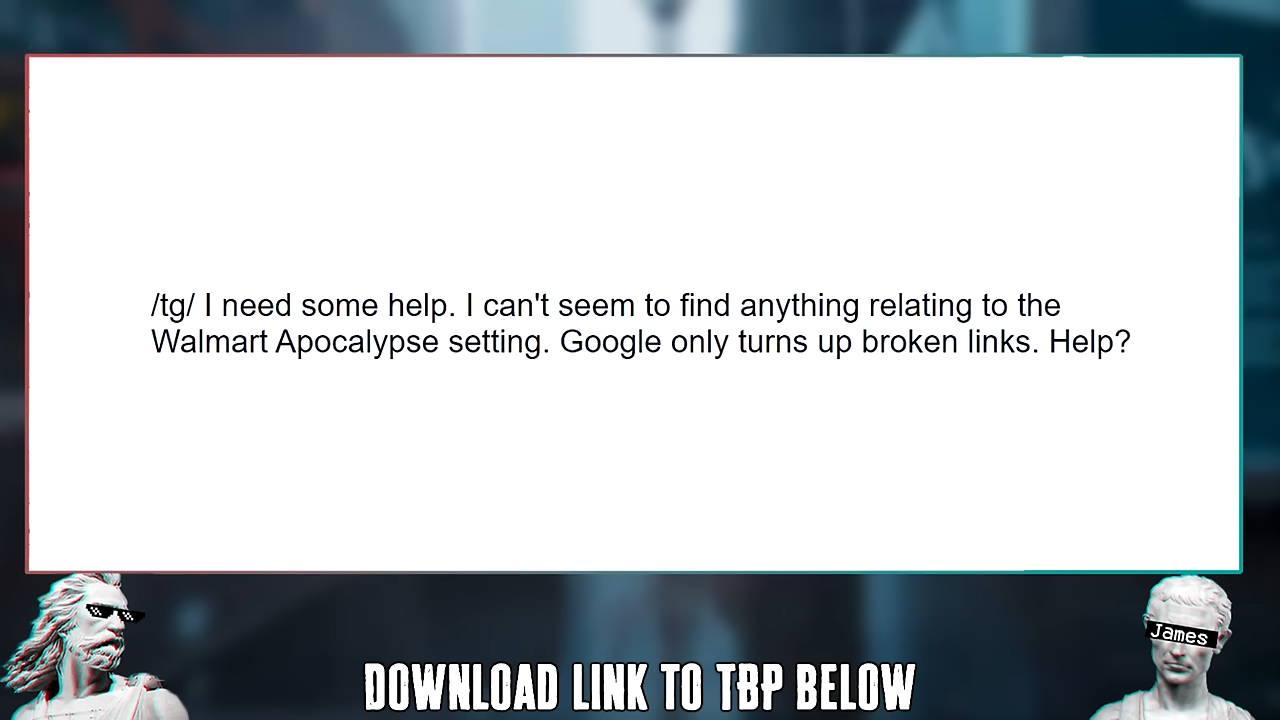 /tg/ I need some help. I can't seem to find anything relating to the
Walmart Apocalypse setting. Google only turns up broken links. Help?
James
DOWNLOAD LINK TO TBP BELOW